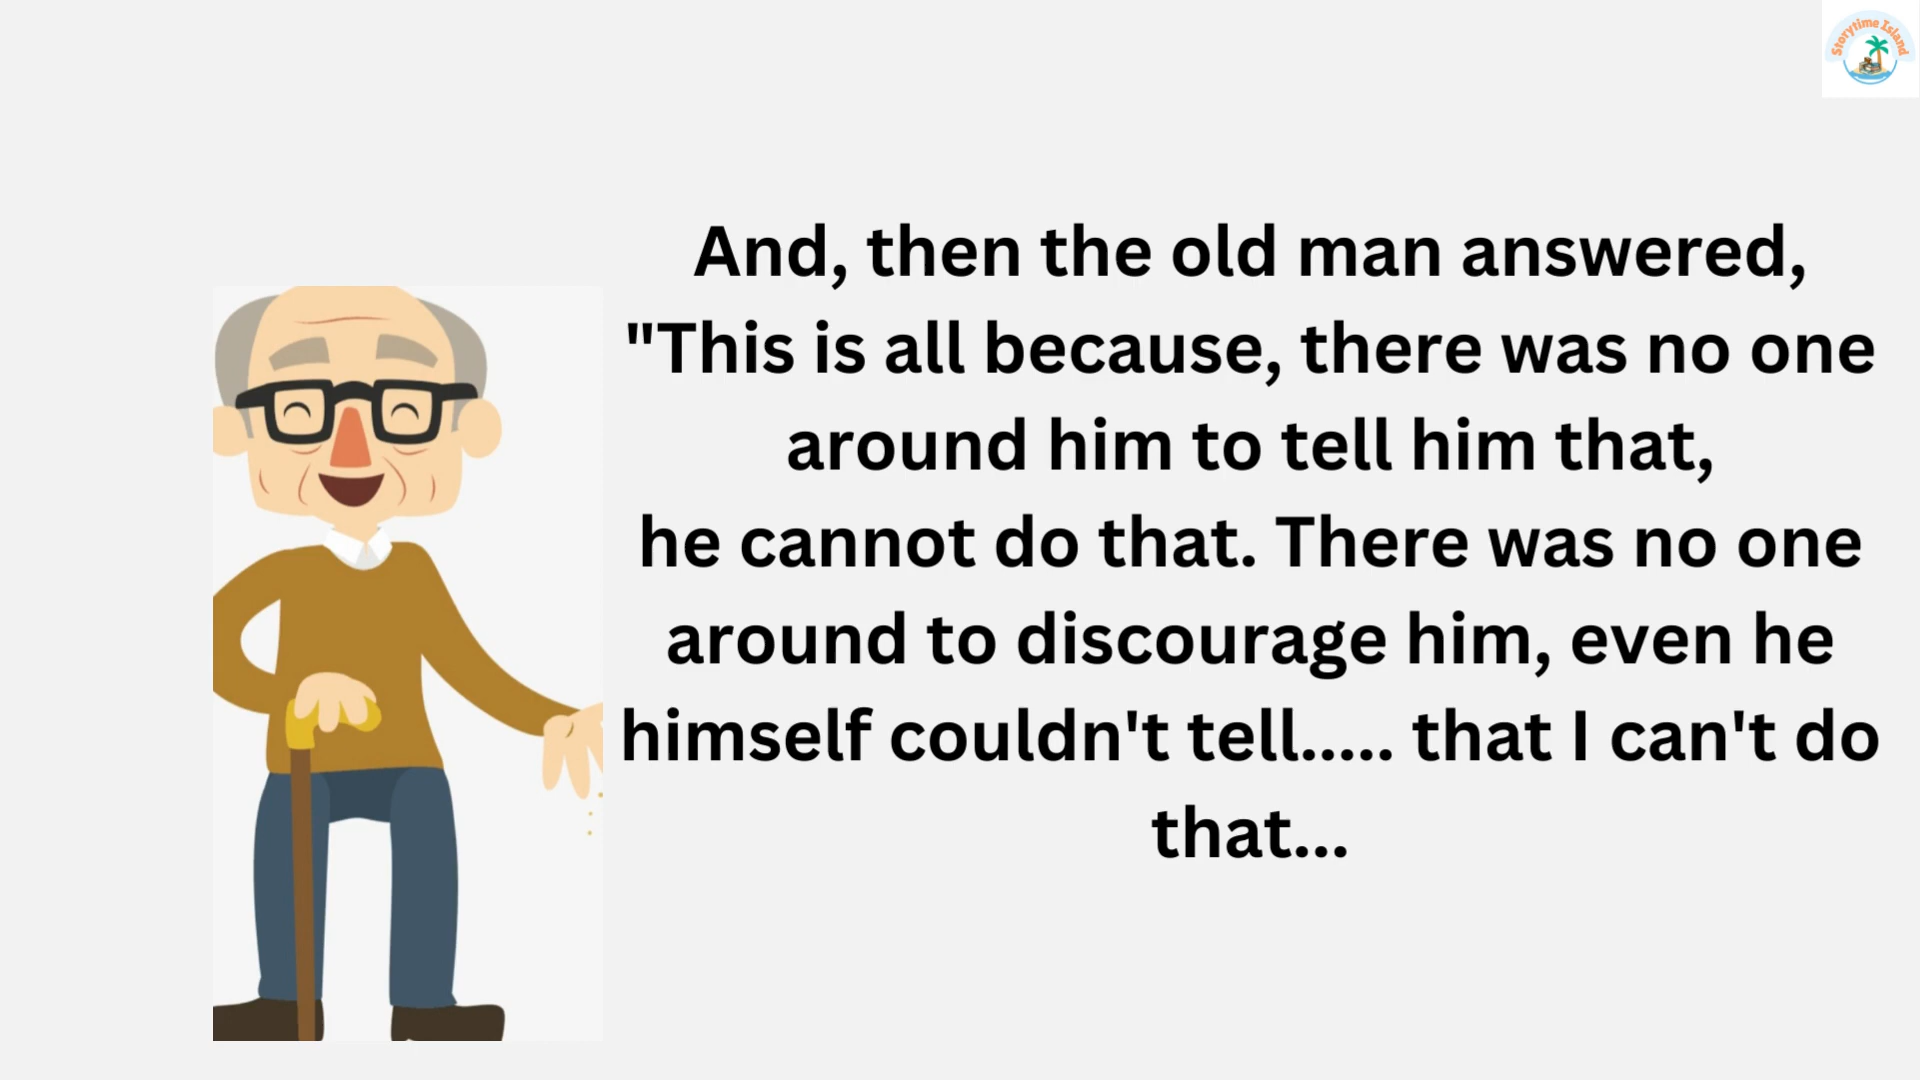 Storytime Island
And, then the old man answered,
"This is all because, there was no one
around him to tell him that,
he cannot do that. There was no one
around to discourage him, even he
himself couldn't tell..... that I can't do
that...